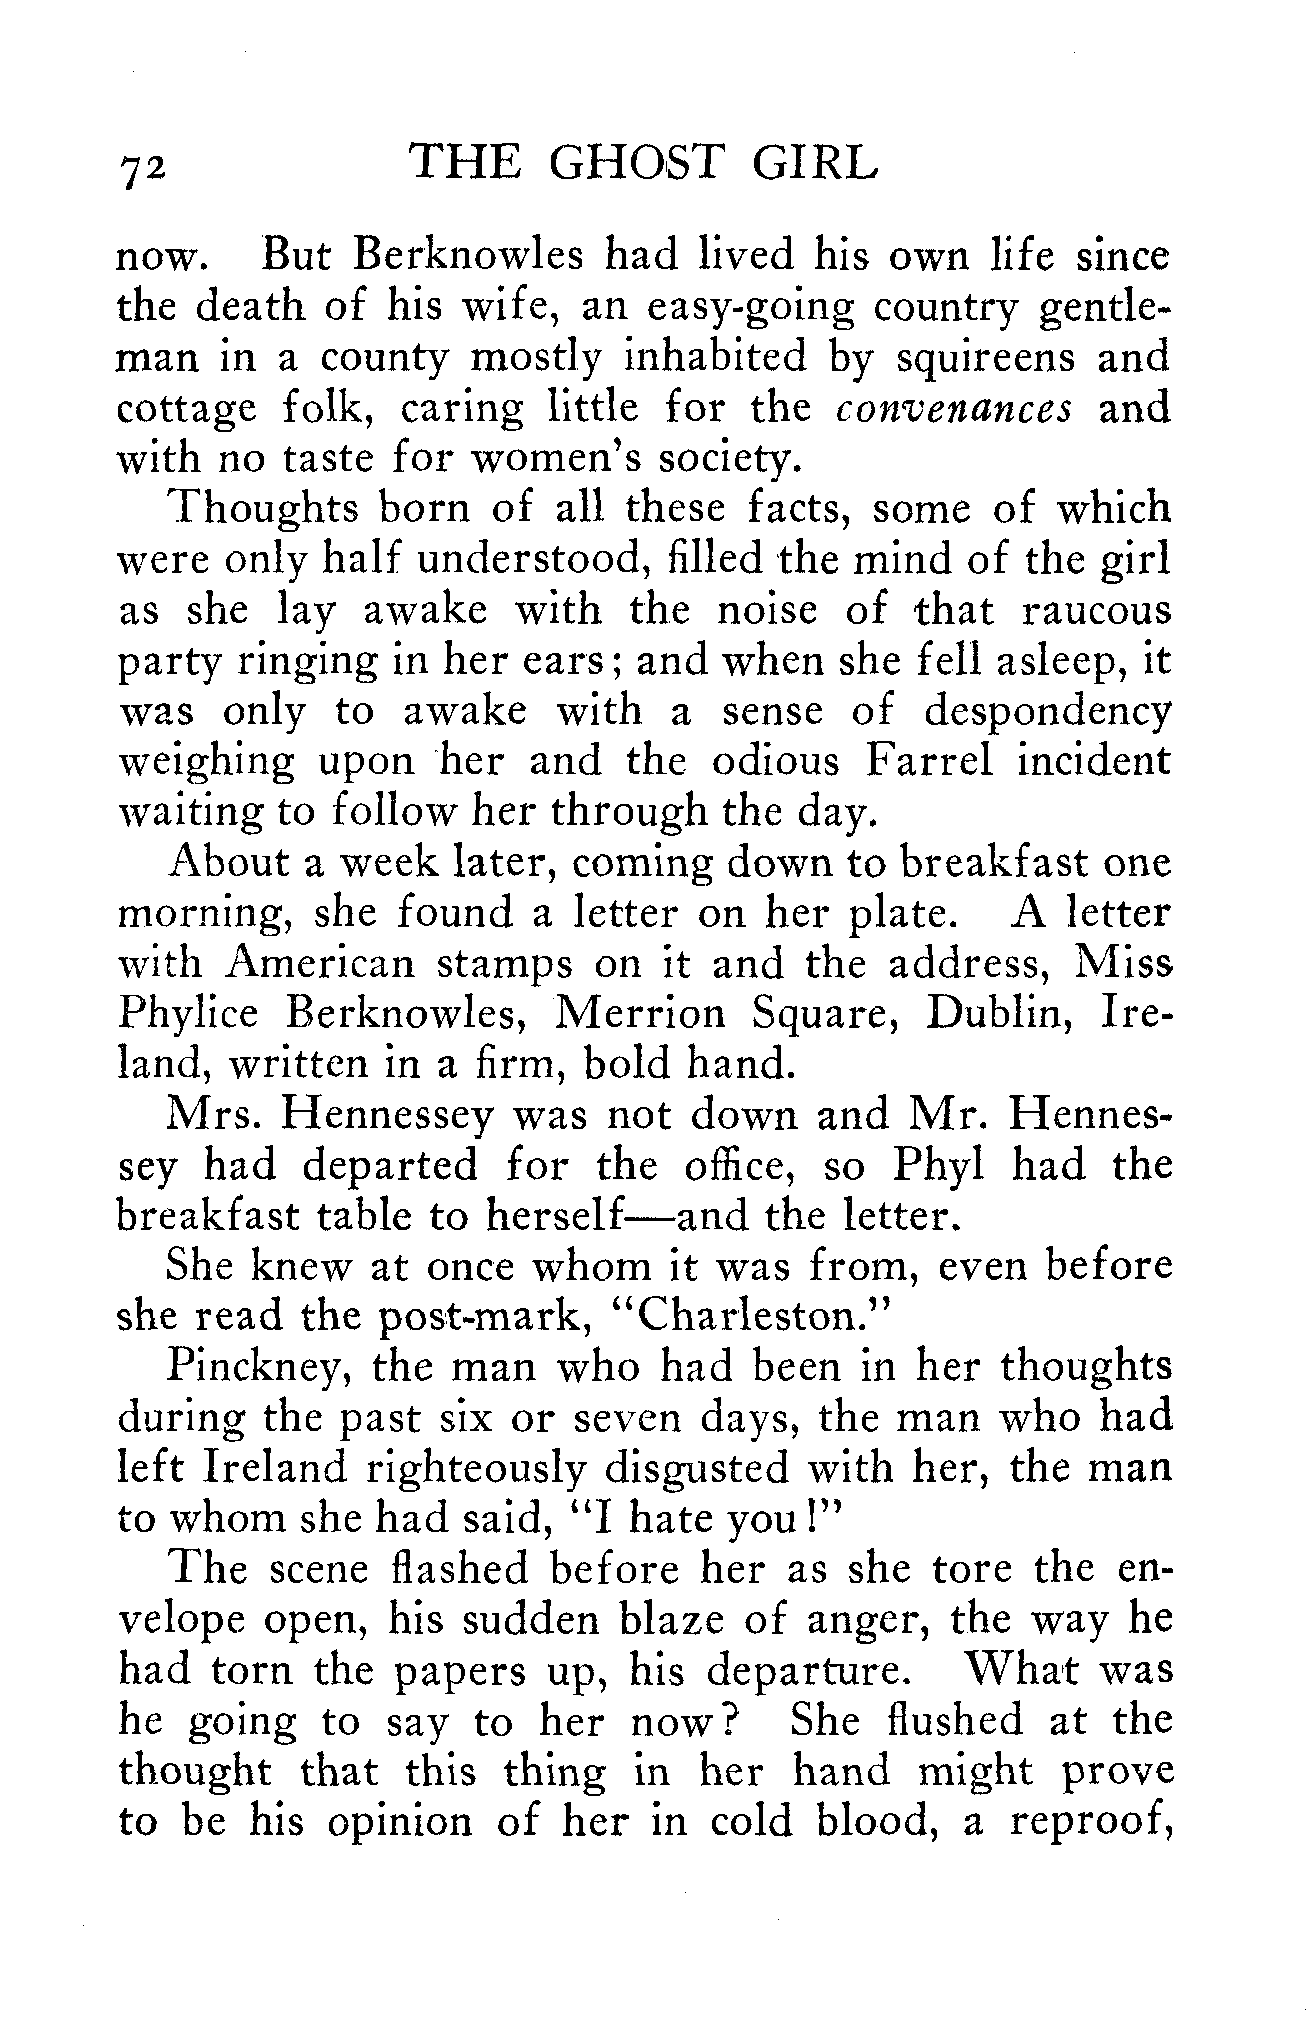 72 THE GHOST GIRL
now. But Berknowles had lived his own life since
the death of his wife, an easy-going country gentle-
man in a county mostly inhabited by squireens and
cottage folk, caring little for the convenances and
with no taste for women's society.
Thoughts born of all these facts, some of which
were only half understood, filled the mind of the girl
as she lay awake with the noise of that raucous
party ringing in her ears; and when she fell asleep, it
was only to awake with a sense of despondency
weighing upon her and the odious Farrel incident
waiting to follow her through the day.
About a week later, coming down to breakfast one
morning, she found a letter on her plate. A letter
with American stamps on it and the address, Miss
Phylice Berknowles, Merrion Square, Dublin, Ire-
land, written in a firm, bold hand.
Mrs. Hennessey was not down and Mr. Hennes-
sey had departed for the office, so Phyl had the
breakfast table to herself—and the letter.
She knew at once whom it was from, even before
she read the post-mark, "Charleston."
Pinckney, the man who had been in her thoughts
during the past six or seven days, the man who had
left Ireland righteously disgusted with her, the man
to whom she had said, "I hate you!"
The scene flashed before her as she tore the en-
velope open, his sudden blaze of anger, the way he
had torn the papers up, his departure. What was
he going to say to her now? She flushed at the
thought that this thing in her hand might prove
to be his opinion of her in cold blood, a reproof,